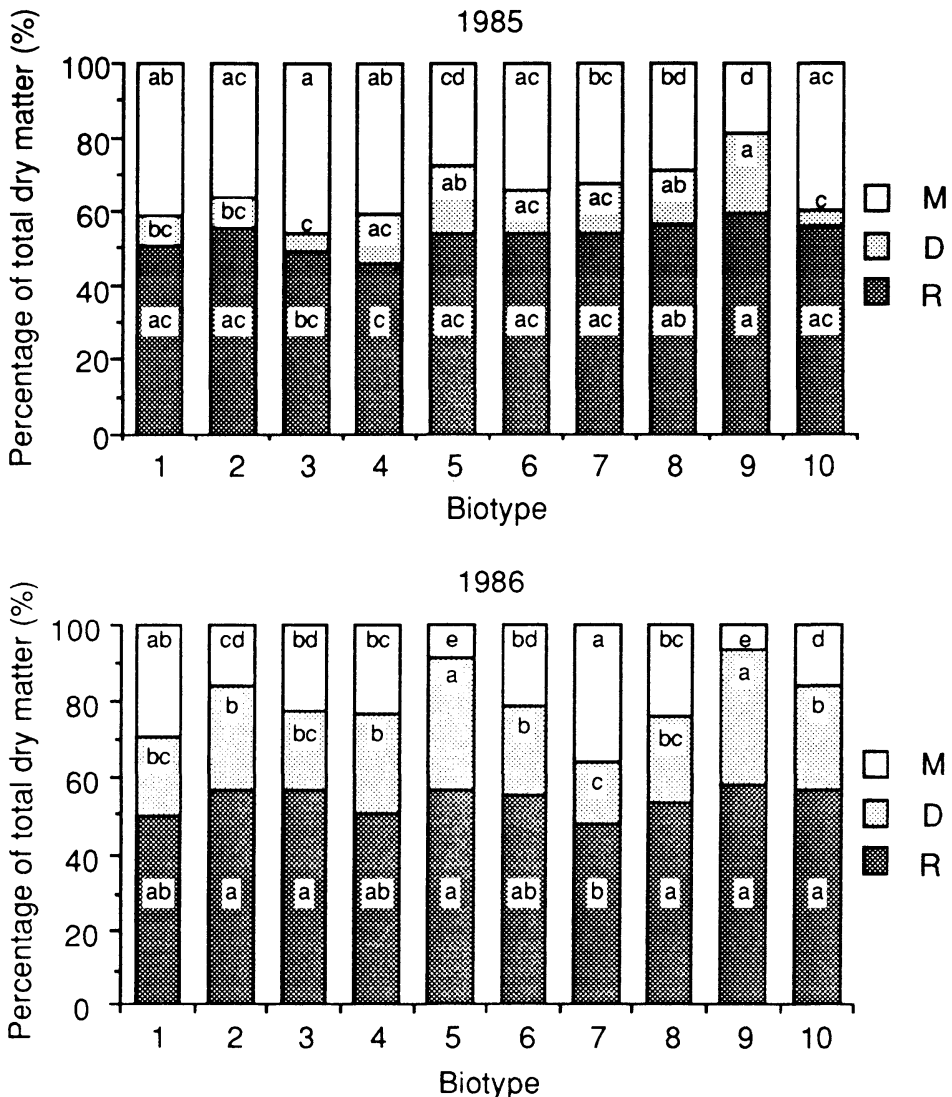 1985
Percentage of total dry matter (%)
100
80
60
40
20
0
ab ac a ab cd ac bc bd d ac
bc bc c ac ab ac ac ab a c
ac ac bc c ac ac ac ab a ac
1 2 3 4 5 6 7 8 9 10
Biotype
M
D
R
1986
Percentage of total dry matter (%)
100
80
60
40
20
0
ab cd bd bc e bd a bc e d
bc b bc b a b c bc a b
ab a a ab a ab b a a a
1 2 3 4 5 6 7 8 9 10
Biotype
M
D
R